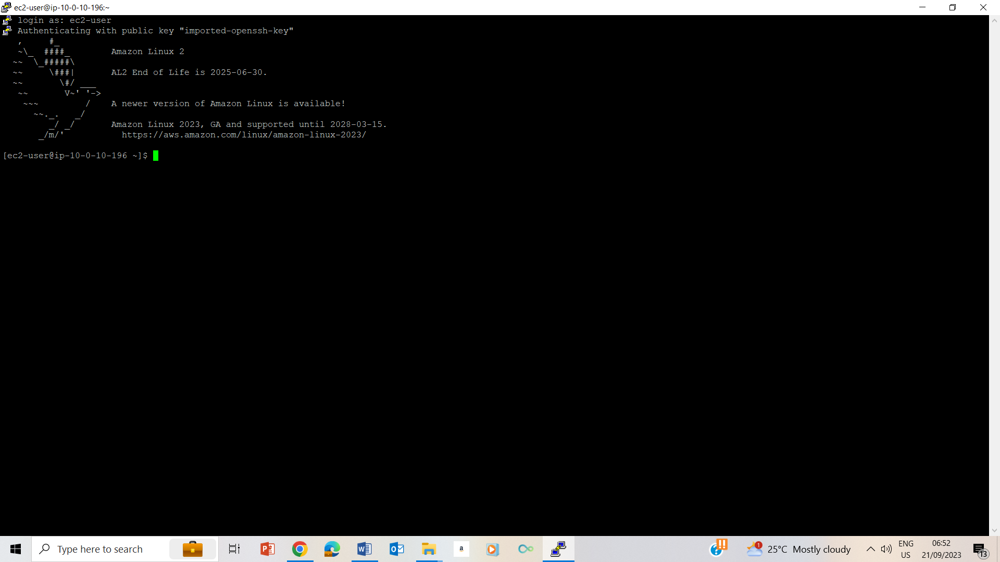 ec2-user@ip-10-0-10-196:~
login as: ec2-user
Authenticating with public key "imported-openssh-key"
   ,     #_
   ~\_  ####_        Amazon Linux 2
  ~~  \_#####\
  ~~     \###|       AL2 End of Life is 2025-06-30.
  ~~       \#/ ___
   ~~       V~' '->
    ~~~         /    A newer version of Amazon Linux is available!
      ~~._.   _/
         _/ _/       Amazon Linux 2023, GA and supported until 2028-03-15.
       _/m/'           https://aws.amazon.com/linux/amazon-linux-2023/
[ec2-user@ip-10-0-10-196 ~]$
Type here to search
a
1
25°C Mostly cloudy
ENG
US
06:52
21/09/2023
13